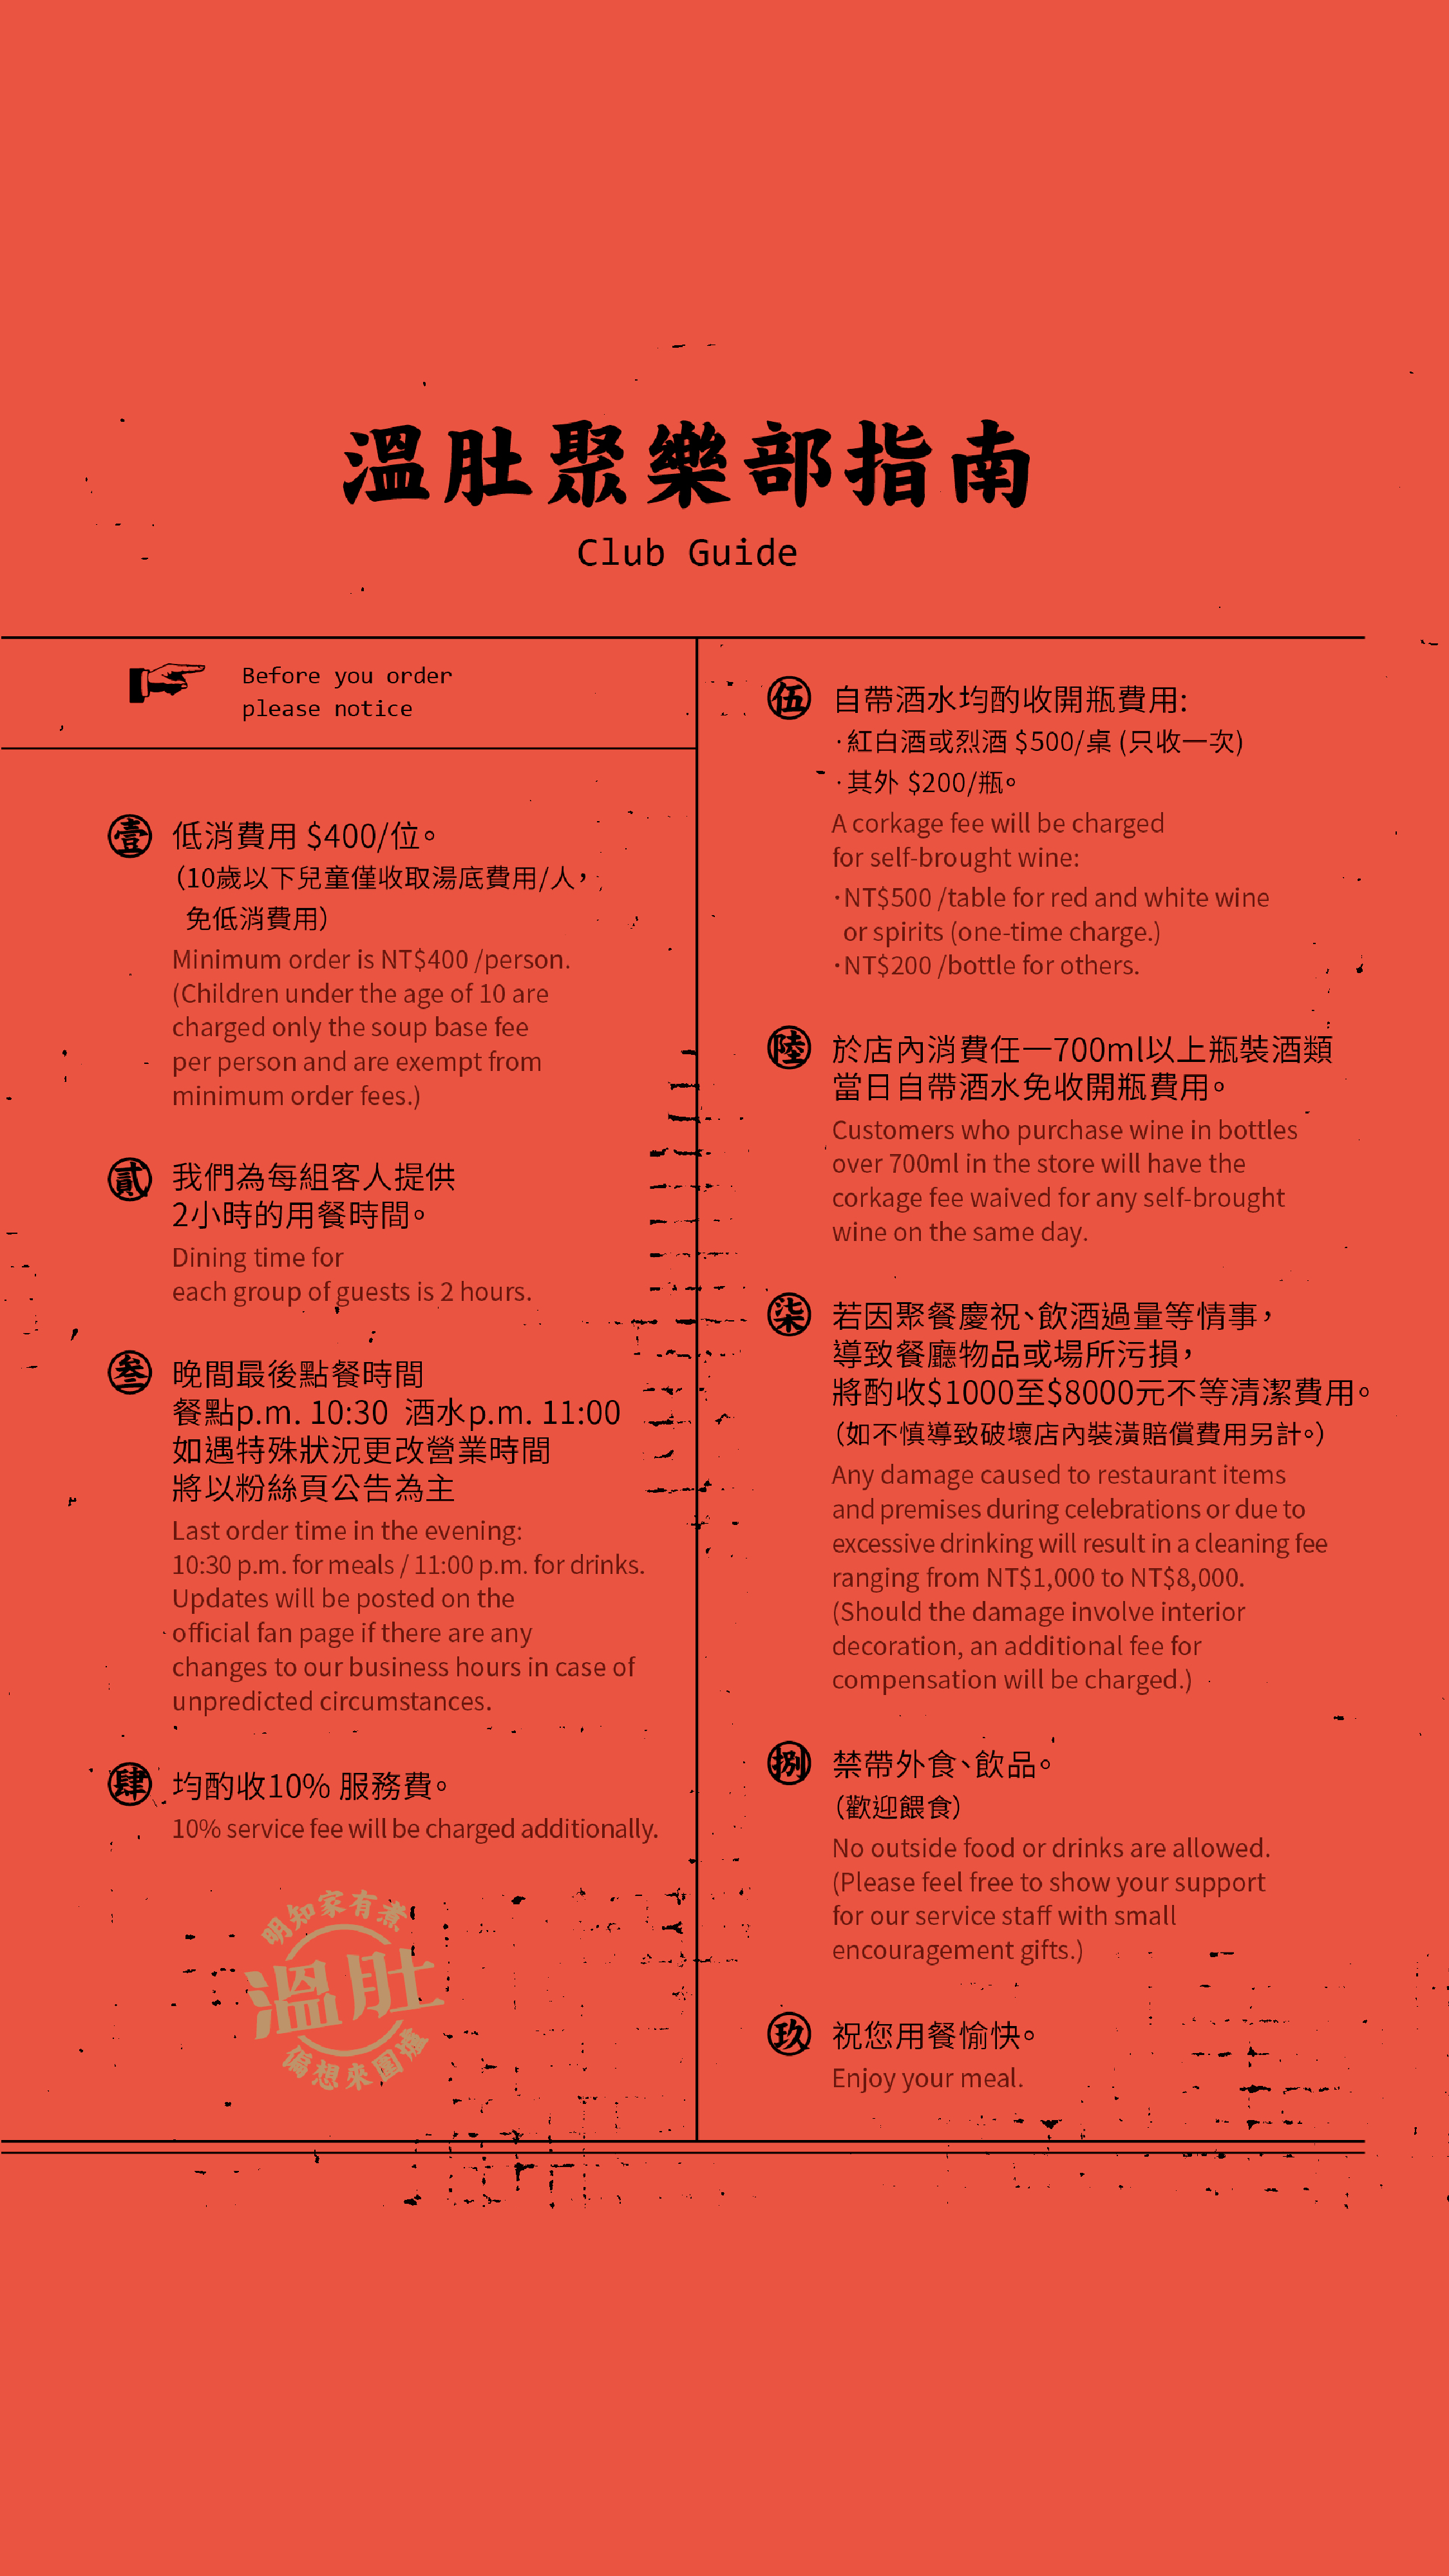 溫肚聚樂部指南
Club Guide
Before you order
please notice
壹 低消費用 $400/位。
（10歲以下兒童僅收取湯底費用/人，
免低消費用）
Minimum order is NT$400 /person.
(Children under the age of 10 are
charged only the soup base fee
per person and are exempt from
minimum order fees.)
貳 我們為每組客人提供
2小時的用餐時間。
Dining time for
each group of guests is 2 hours.
叁 晚間最後點餐時間
餐點p.m. 10:30 酒水p.m. 11:00
如遇特殊狀況更改營業時間
將以粉絲頁公告為主
Last order time in the evening:
10:30 p.m. for meals / 11:00 p.m. for drinks.
Updates will be posted on the
official fan page if there are any
changes to our business hours in case of
unpredicted circumstances.
肆 均酌收10% 服務費。
10% service fee will be charged additionally.
明知家有煮
溫肚
偏想來圍爐
伍 自帶酒水均酌收開瓶費用:
·紅白酒或烈酒 $500/桌 (只收一次)
·其外 $200/瓶。
A corkage fee will be charged
for self-brought wine:
·NT$500 /table for red and white wine
or spirits (one-time charge.)
·NT$200 /bottle for others.
陸 於店內消費任一700ml以上瓶裝酒類
當日自帶酒水免收開瓶費用。
Customers who purchase wine in bottles
over 700ml in the store will have the
corkage fee waived for any self-brought
wine on the same day.
柒 若因聚餐慶祝、飲酒過量等情事，
導致餐廳物品或場所污損，
將酌收$1000至$8000元不等清潔費用。
（如不慎導致破壞店內裝潢賠償費用另計。）
Any damage caused to restaurant items
and premises during celebrations or due to
excessive drinking will result in a cleaning fee
ranging from NT$1,000 to NT$8,000.
(Should the damage involve interior
decoration, an additional fee for
compensation will be charged.)
捌 禁帶外食、飲品。
（歡迎餵食）
No outside food or drinks are allowed.
(Please feel free to show your support
for our service staff with small
encouragement gifts.)
玖 祝您用餐愉快。
Enjoy your meal.